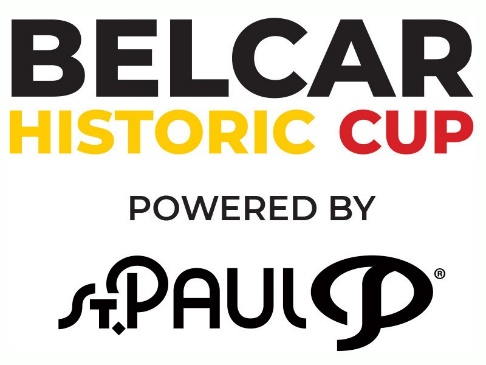 BELCAR
HISTORIC CUP
POWERED BY
ST.PAUL ®